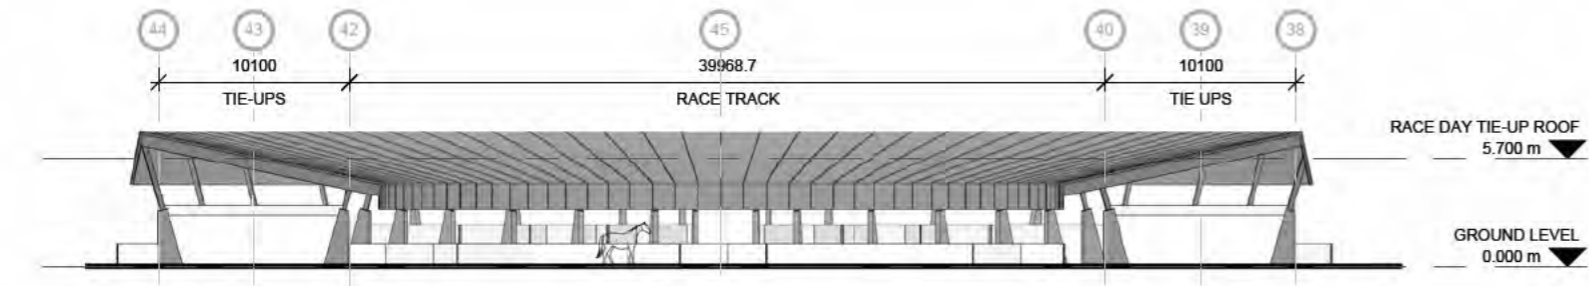 44 43 42 45 40 39 38
10100 39968.7 10100
TIE-UPS RACE TRACK TIE UPS
RACE DAY TIE-UP ROOF
5.700 m
GROUND LEVEL
0.000 m